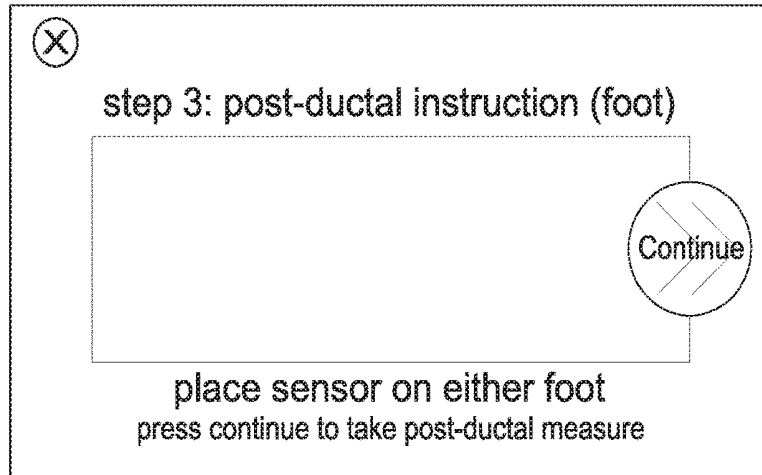 X
step 3: post-ductal instruction (foot)
Continue
place sensor on either foot
press continue to take post-ductal measure